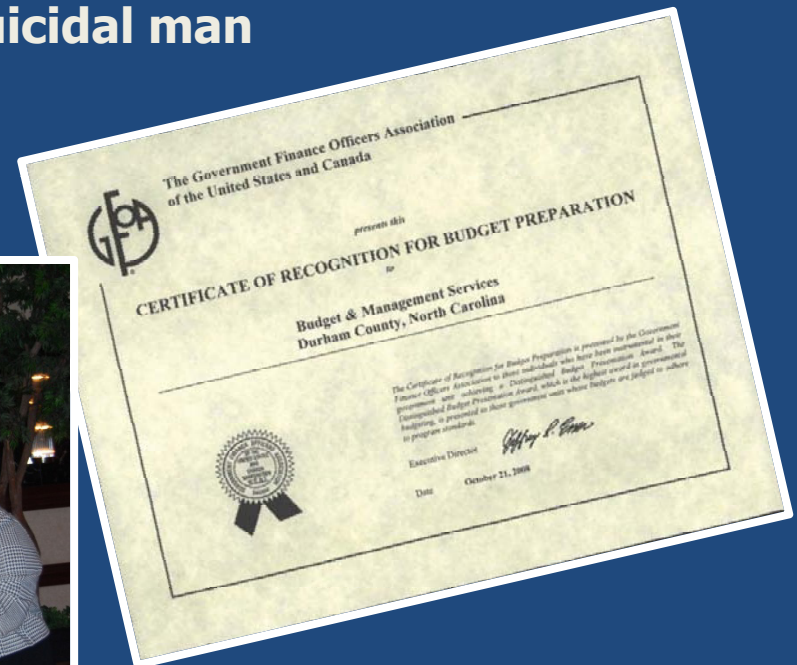 uicidal man
The Government Finance Officers Association
of the United States and Canada
GFOA
presents this
CERTIFICATE OF RECOGNITION FOR BUDGET PREPARATION
to
Budget & Management Services
Durham County, North Carolina
The Certificate of Recognition for Budget Preparation is presented by the Government
Finance Officers Association to those individuals who have been instrumental in their
government unit achieving a Distinguished Budget Presentation Award. The
Distinguished Budget Presentation Award, which is the highest award in governmental
budgeting, is presented to those government units whose budgets are judged to adhere
to program standards.
Executive Director
Date October 21, 2008